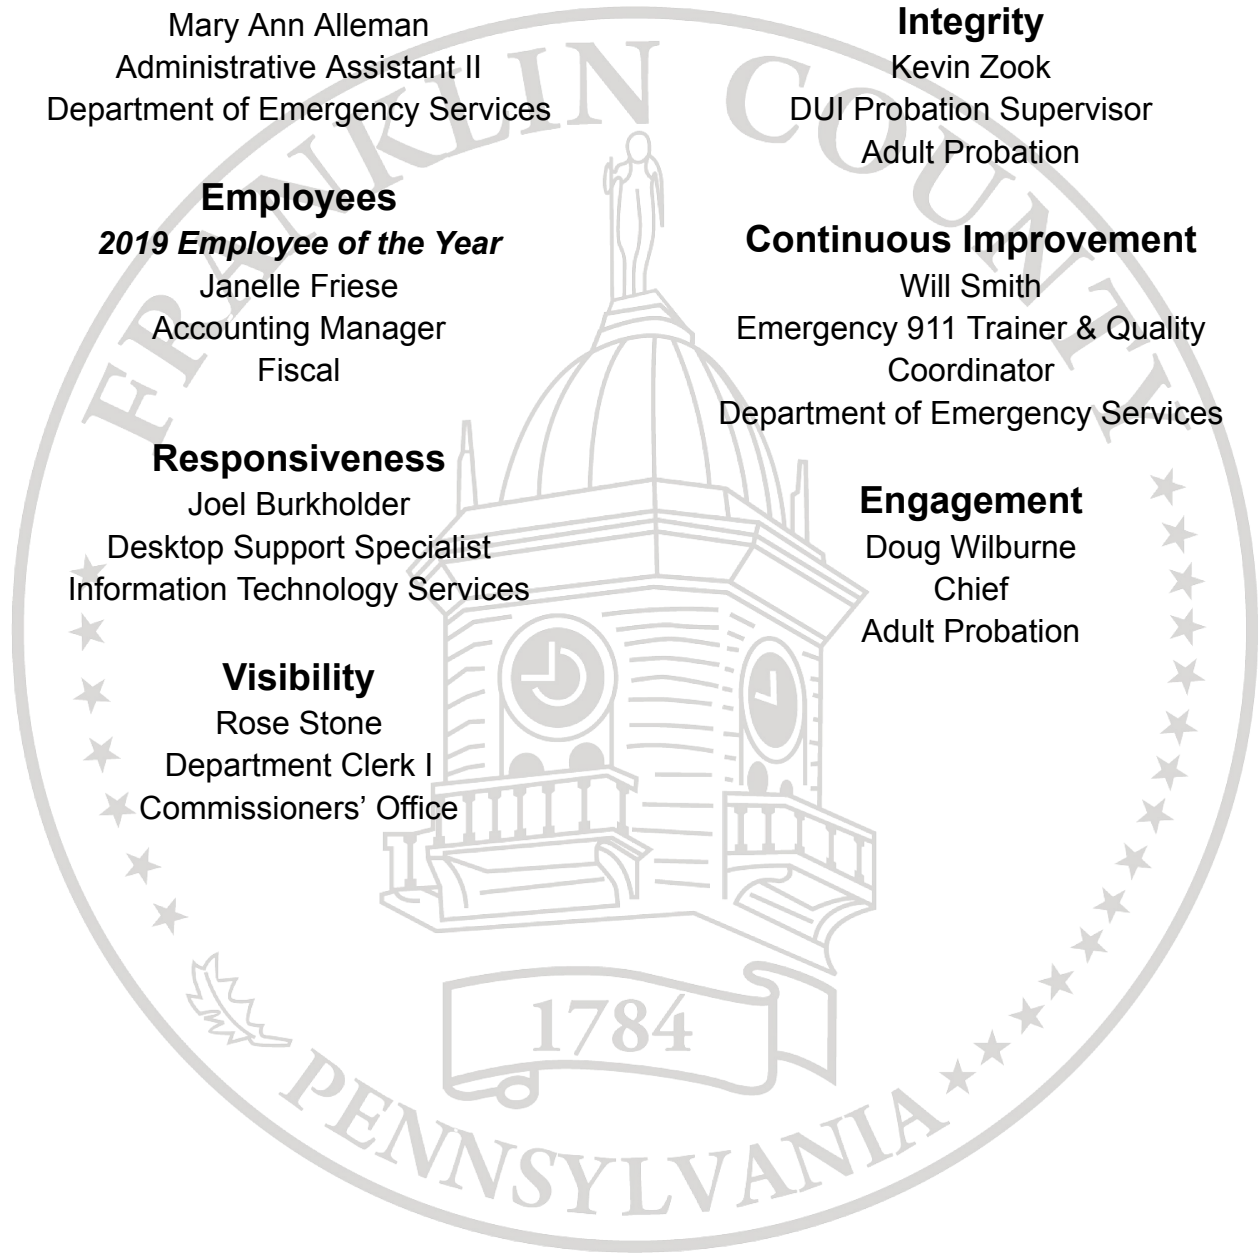 Mary Ann Alleman
Administrative Assistant II
Department of Emergency Services
Employees
2019 Employee of the Year
Janelle Friese
Accounting Manager
Fiscal
Responsiveness
Joel Burkholder
Desktop Support Specialist
Information Technology Services
Visibility
Rose Stone
Department Clerk I
Commissioners’ Office
Integrity
Kevin Zook
DUI Probation Supervisor
Adult Probation
Continuous Improvement
Will Smith
Emergency 911 Trainer & Quality
Coordinator
Department of Emergency Services
Engagement
Doug Wilburne
Chief
Adult Probation
FRANKLIN COUNTY
1784
PENNSYLVANIA